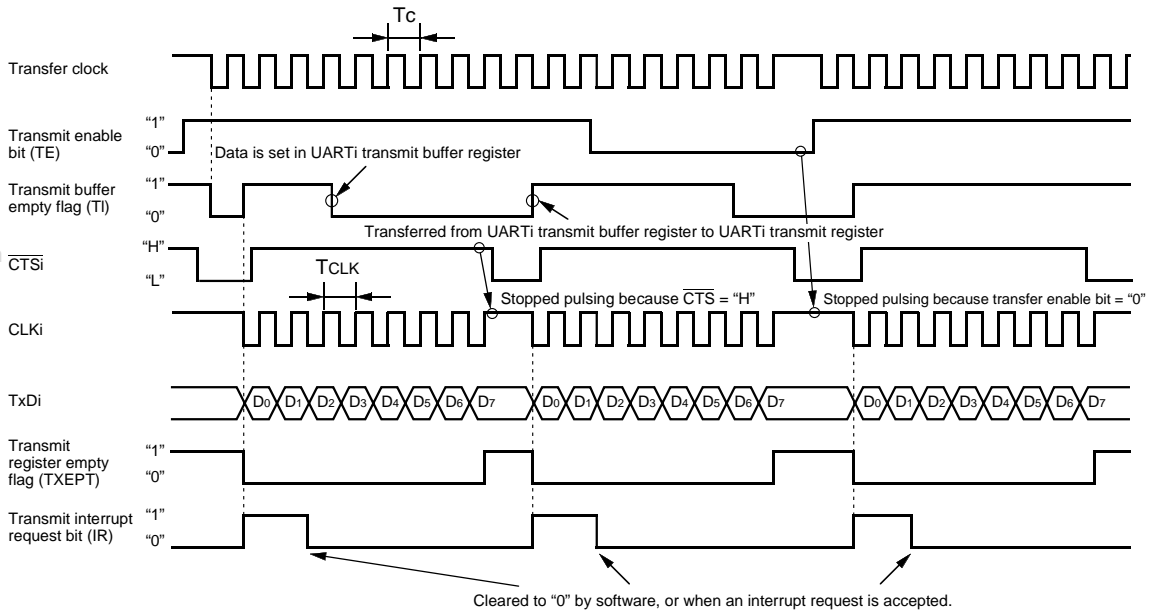 Tc
Transfer clock
Transmit enable
bit (TE)
“1”
“0”
Data is set in UARTi transmit buffer register
Transmit buffer
empty flag (TI)
“1”
“0”
Transferred from UARTi transmit buffer register to UARTi transmit register
CTSi
“H”
“L”
TCLK
Stopped pulsing because CTS = “H”
Stopped pulsing because transfer enable bit = “0”
CLKi
TxDi
D0 D1 D2 D3 D4 D5 D6 D7 D0 D1 D2 D3 D4 D5 D6 D7 D0 D1 D2 D3 D4 D5 D6 D7
Transmit
register empty
flag (TXEPT)
“1”
“0”
Transmit interrupt
request bit (IR)
“1”
“0”
Cleared to “0” by software, or when an interrupt request is accepted.